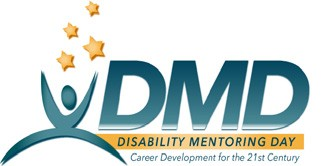 DMD
DISABILITY MENTORING DAY
Career Development for the 21st Century